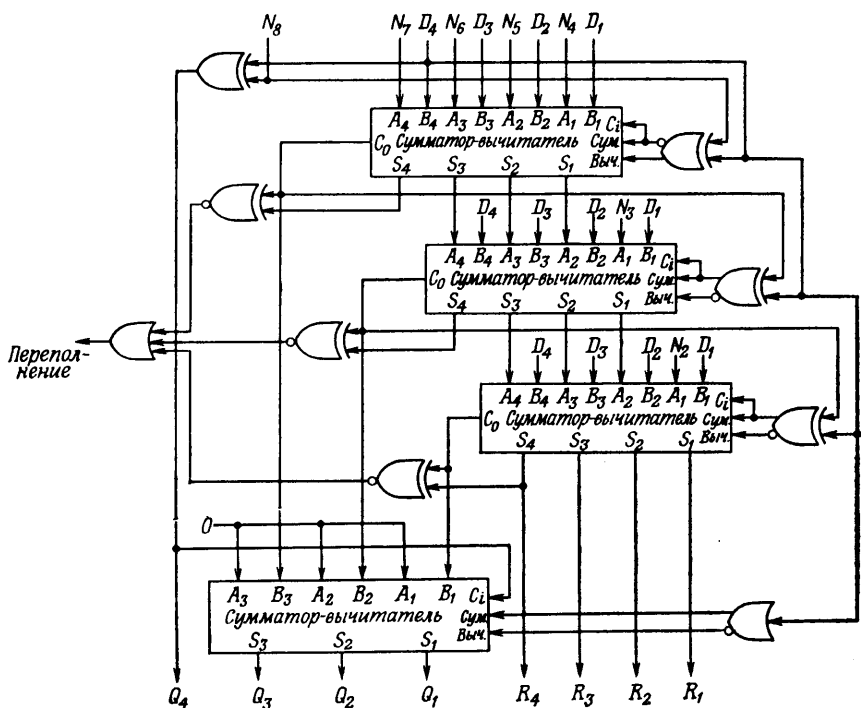 N₈ N₇ D₄ N₆ D₃ N₅ D₂ N₄ D₁
A₄ B₄ A₃ B₃ A₂ B₂ A₁ B₁ Cᵢ
C₀ Сумматор-вычитатель Сум.
S₄ S₃ S₂ S₁ Выч.
D₄ D₃ D₂ N₃ D₁
A₄ B₄ A₃ B₃ A₂ B₂ A₁ B₁ Cᵢ
C₀ Сумматор-вычитатель Сум.
S₄ S₃ S₂ S₁ Выч.
Перепол-
нение
D₄ D₃ D₂ N₂ D₁
A₄ B₄ A₃ B₃ A₂ B₂ A₁ B₁ Cᵢ
C₀ Сумматор-вычитатель Сум.
S₄ S₃ S₂ S₁ Выч.
0
A₃ B₃ A₂ B₂ A₁ B₁ Cᵢ
Сумматор-вычитатель Сум.
S₃ S₂ S₁ Выч.
Q₄ Q₃ Q₂ Q₁ R₄ R₃ R₂ R₁